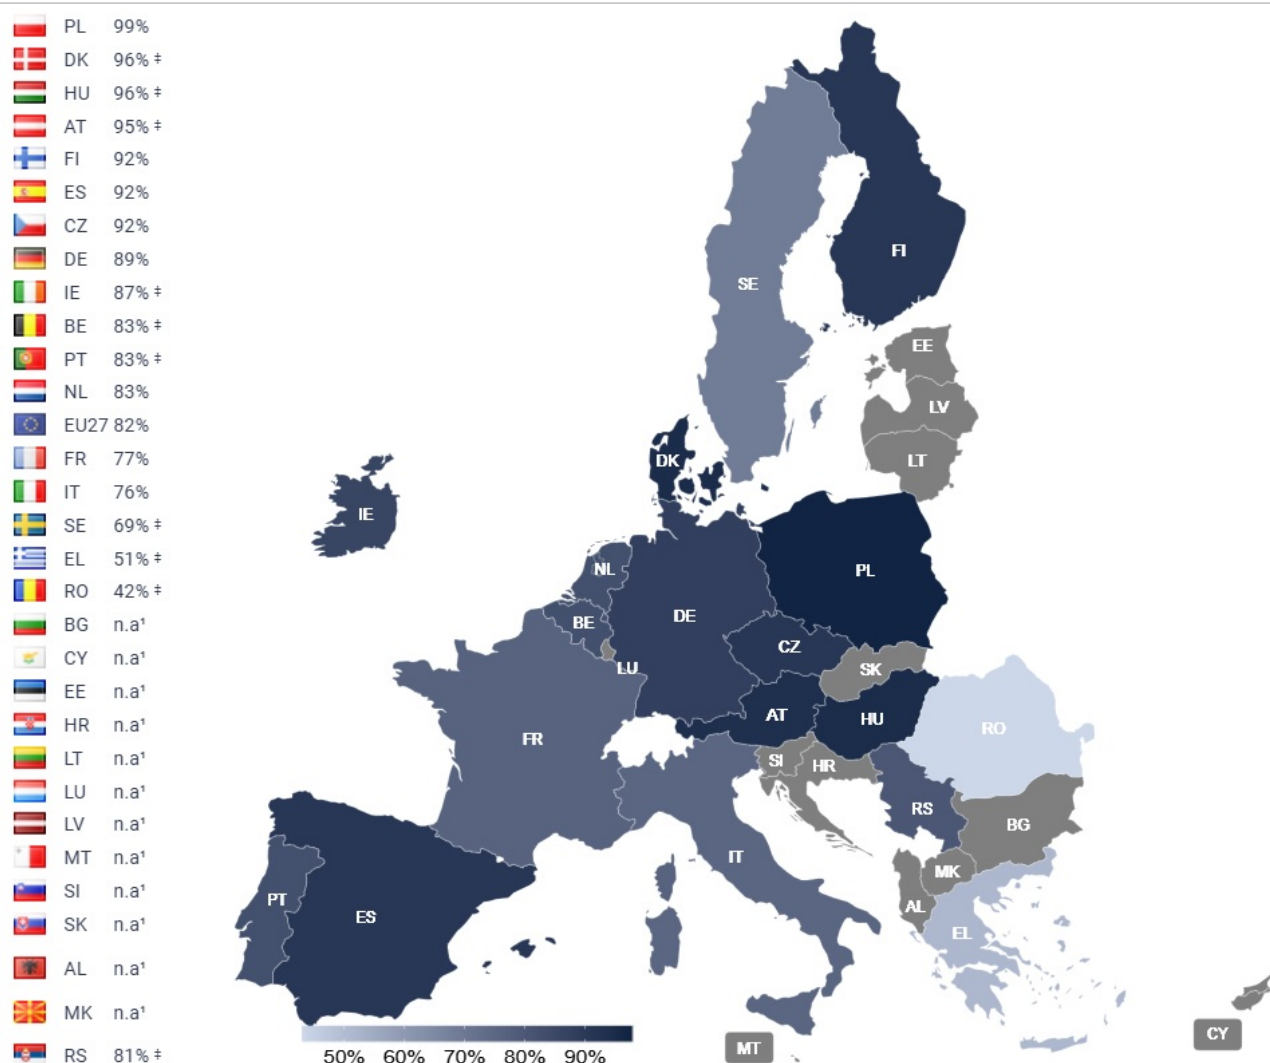 PL 99%
DK 96% ‡
HU 96% ‡
AT 95% ‡
FI 92%
ES 92%
CZ 92%
DE 89%
IE 87% ‡
BE 83% ‡
PT 83% ‡
NL 83%
EU27 82%
FR 77%
IT 76%
SE 69% ‡
EL 51% ‡
RO 42% ‡
BG n.a¹
CY n.a¹
EE n.a¹
HR n.a¹
LT n.a¹
LU n.a¹
LV n.a¹
MT n.a¹
SI n.a¹
SK n.a¹
AL n.a¹
MK n.a¹
RS 81% ‡
FI
SE
EE
LV
DK
LT
IE
NL
PL
BE
DE
CZ
LU
SK
AT
HU
FR
RO
SI
HR
RS
BG
IT
MK
PT
AL
ES
EL
CY
MT
50% 60% 70% 80% 90%